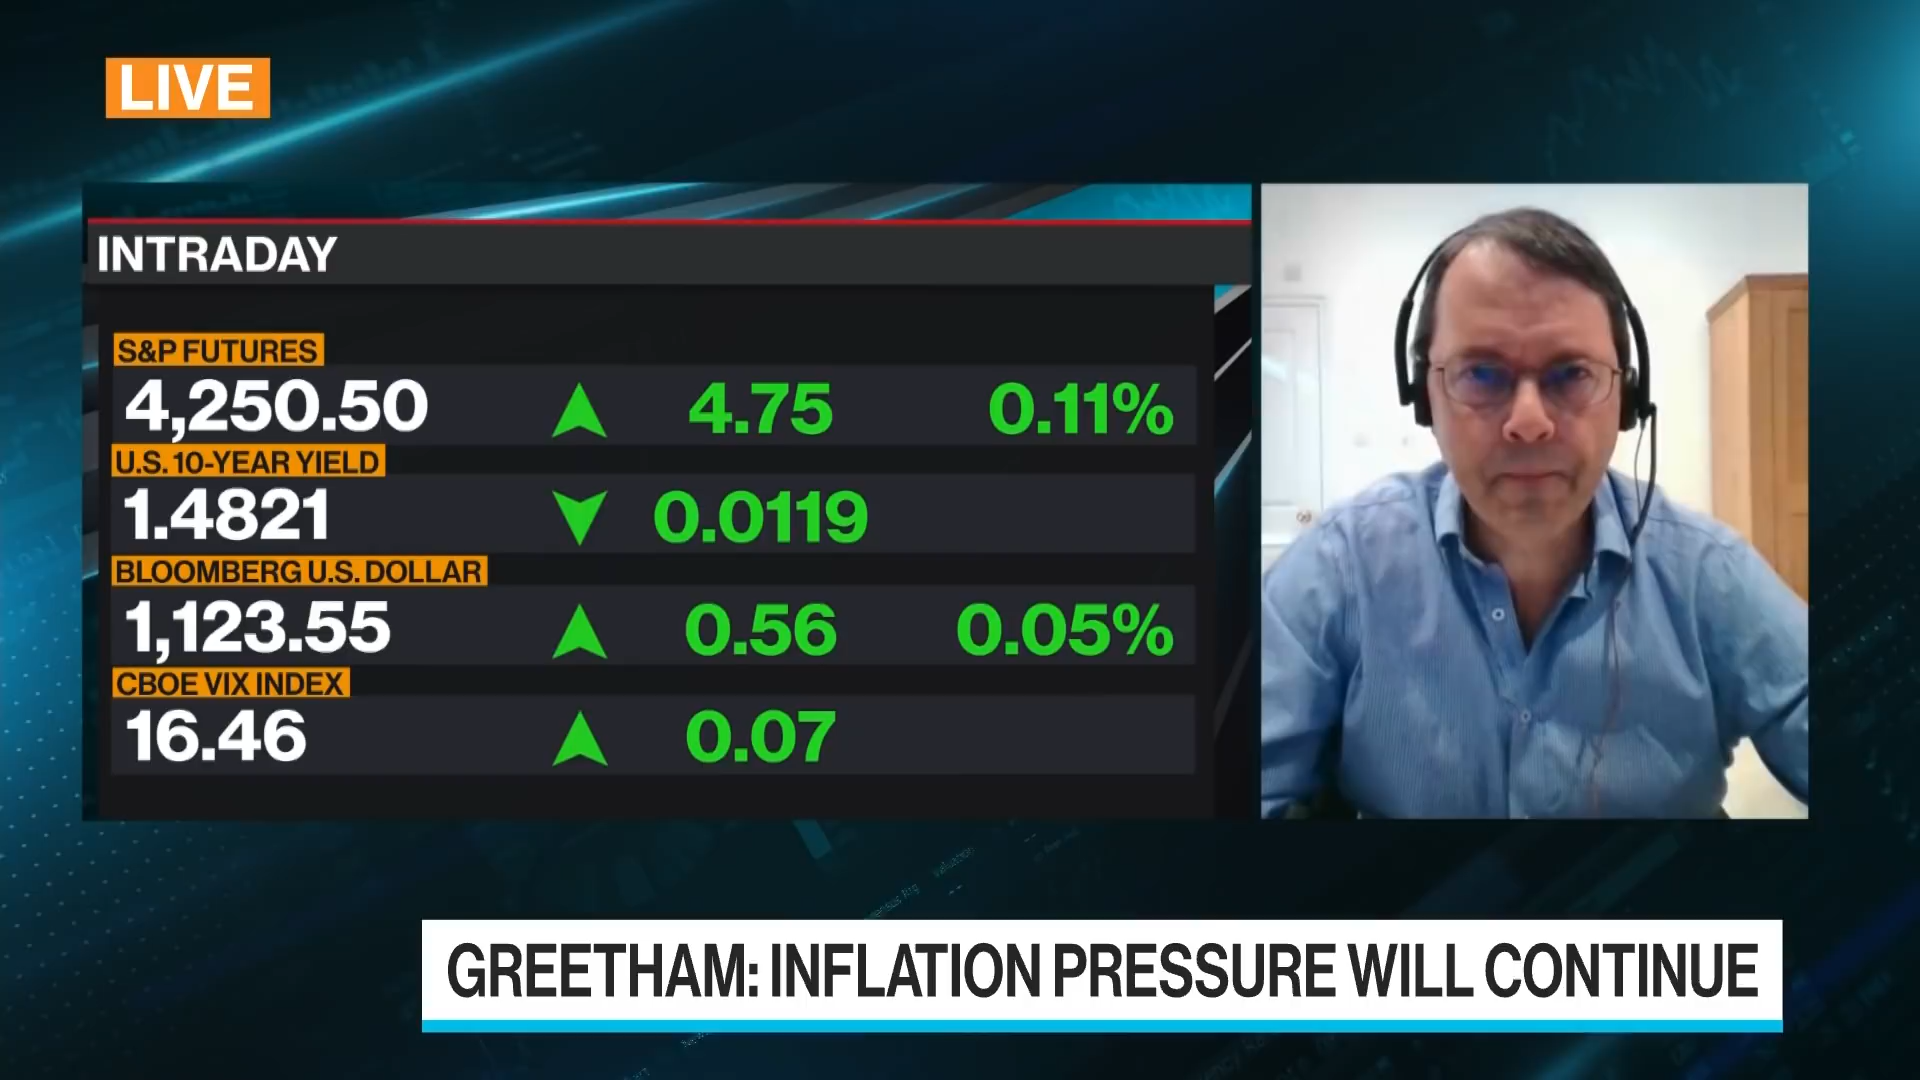 LIVE
INTRADAY
S&P FUTURES
4,250.50 ▲ 4.75 0.11%
U.S. 10-YEAR YIELD
1.4821 ▼ 0.0119
BLOOMBERG U.S. DOLLAR
1,123.55 ▲ 0.56 0.05%
CBOE VIX INDEX
16.46 ▲ 0.07
valuation
GREETHAM: INFLATION PRESSURE WILL CONTINUE